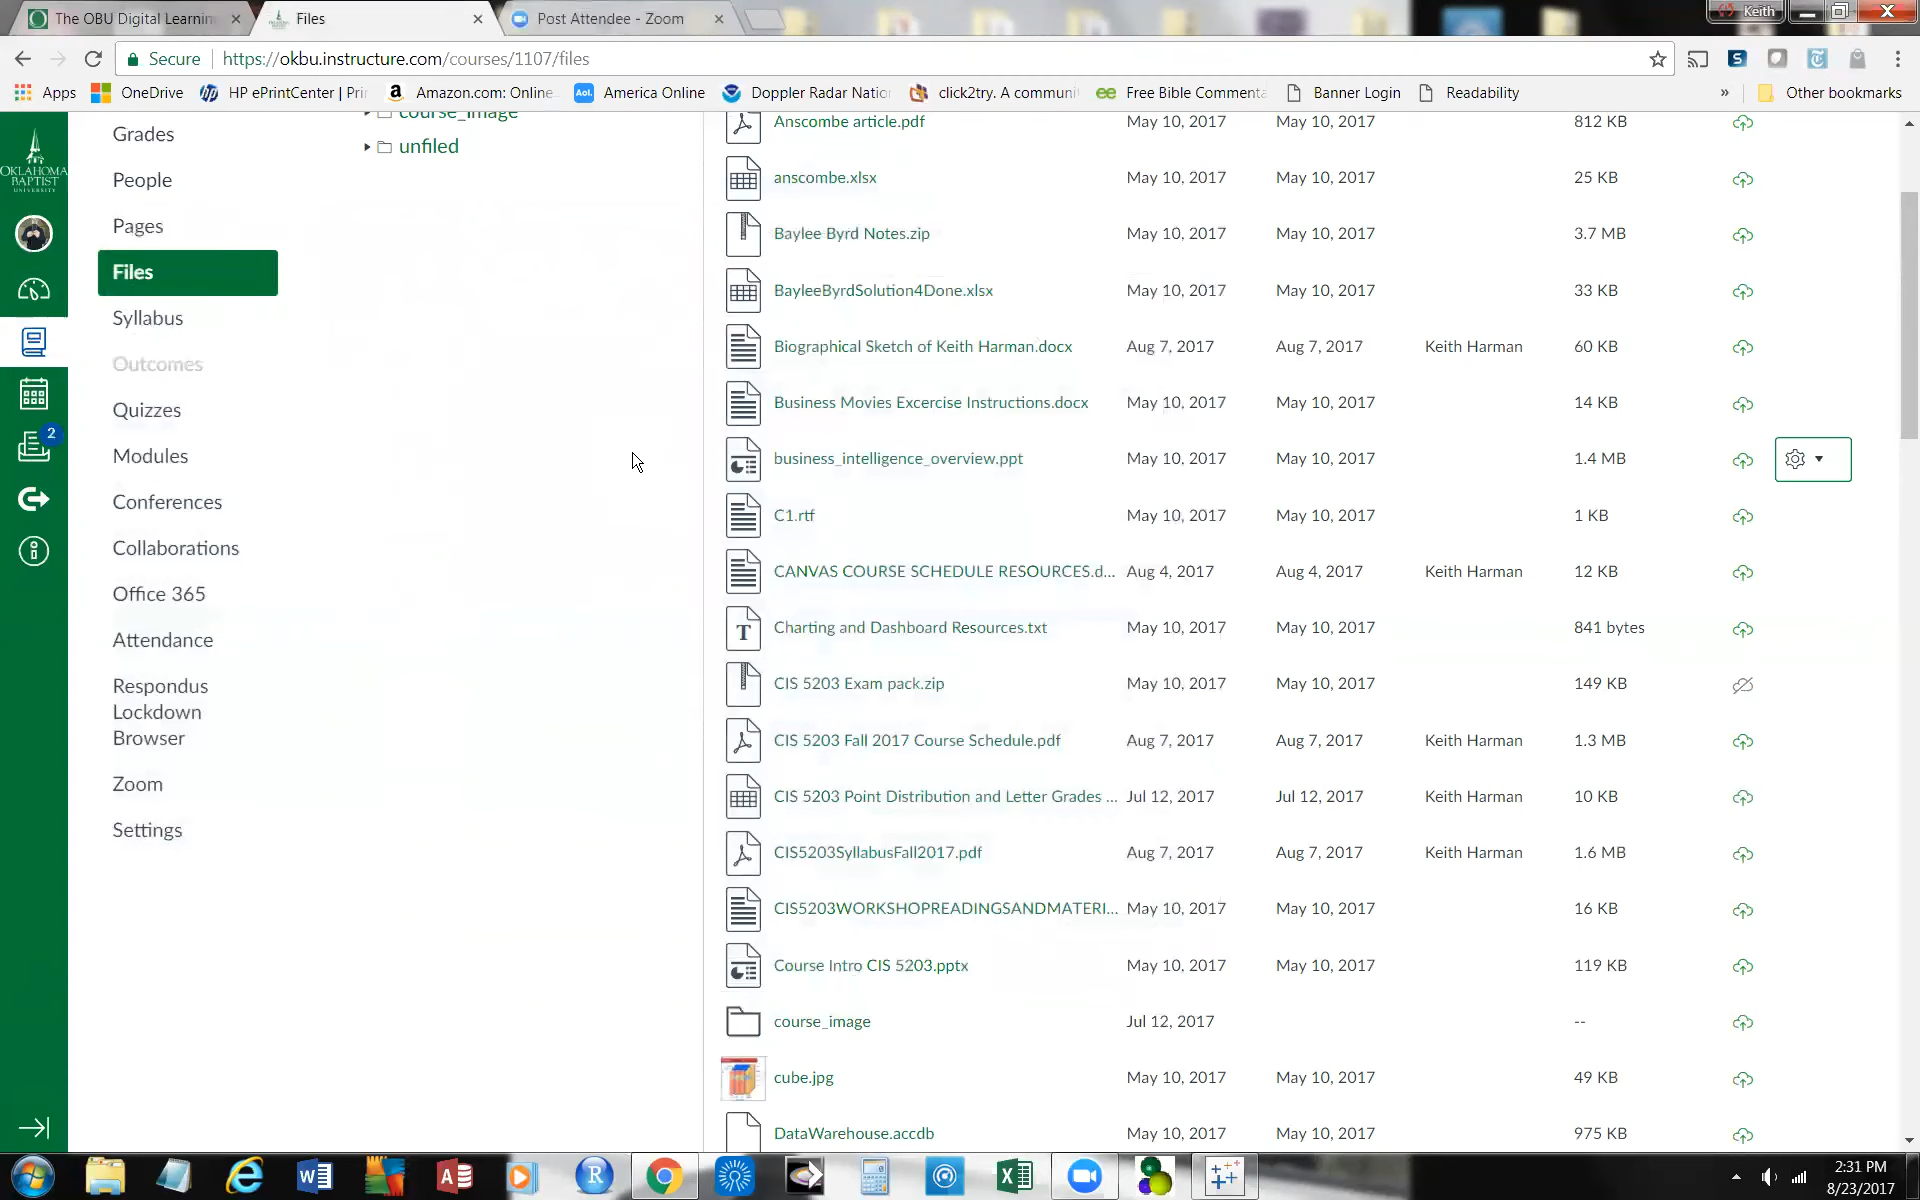 The OBU Digital Learnin
Files
Post Attendee - Zoom
Keith
Secure
https://okbu.instructure.com/courses/1107/files
Apps
OneDrive
HP ePrintCenter | Pri
Amazon.com: Online
Aol.
America Online
Doppler Radar Natio
click2try. A communi
Free Bible Commenta
Banner Login
Readability
»
Other bookmarks
OKLAHOMA
BAPTIST
UNIVERSITY
2
Grades
People
Pages
Files
Syllabus
Outcomes
Quizzes
Modules
Conferences
Collaborations
Office 365
Attendance
Respondus
Lockdown
Browser
Zoom
Settings
course_image
unfiled
Anscombe article.pdf May 10, 2017 May 10, 2017 812 KB
anscombe.xlsx May 10, 2017 May 10, 2017 25 KB
Baylee Byrd Notes.zip May 10, 2017 May 10, 2017 3.7 MB
BayleeByrdSolution4Done.xlsx May 10, 2017 May 10, 2017 33 KB
Biographical Sketch of Keith Harman.docx Aug 7, 2017 Aug 7, 2017 Keith Harman 60 KB
Business Movies Excercise Instructions.docx May 10, 2017 May 10, 2017 14 KB
business_intelligence_overview.ppt May 10, 2017 May 10, 2017 1.4 MB
C1.rtf May 10, 2017 May 10, 2017 1 KB
CANVAS COURSE SCHEDULE RESOURCES.d... Aug 4, 2017 Aug 4, 2017 Keith Harman 12 KB
Charting and Dashboard Resources.txt May 10, 2017 May 10, 2017 841 bytes
CIS 5203 Exam pack.zip May 10, 2017 May 10, 2017 149 KB
CIS 5203 Fall 2017 Course Schedule.pdf Aug 7, 2017 Aug 7, 2017 Keith Harman 1.3 MB
CIS 5203 Point Distribution and Letter Grades ... Jul 12, 2017 Jul 12, 2017 Keith Harman 10 KB
CIS5203SyllabusFall2017.pdf Aug 7, 2017 Aug 7, 2017 Keith Harman 1.6 MB
CIS5203WORKSHOPREADINGSANDMATERI... May 10, 2017 May 10, 2017 16 KB
Course Intro CIS 5203.pptx May 10, 2017 May 10, 2017 119 KB
course_image Jul 12, 2017 --
cube.jpg May 10, 2017 May 10, 2017 49 KB
DataWarehouse.accdb May 10, 2017 May 10, 2017 975 KB
2:31 PM
8/23/2017